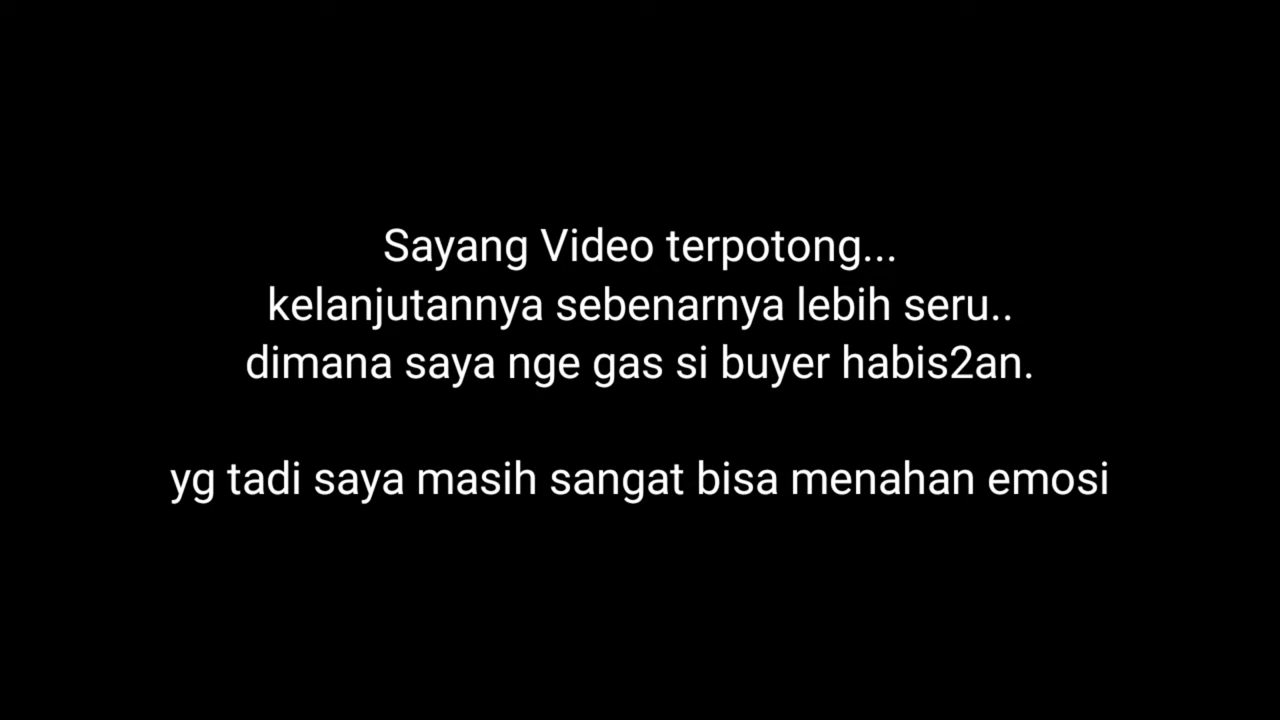 Sayang Video terpotong...
kelanjutannya sebenarnya lebih seru..
dimana saya nge gas si buyer habis2an.
yg tadi saya masih sangat bisa menahan emosi